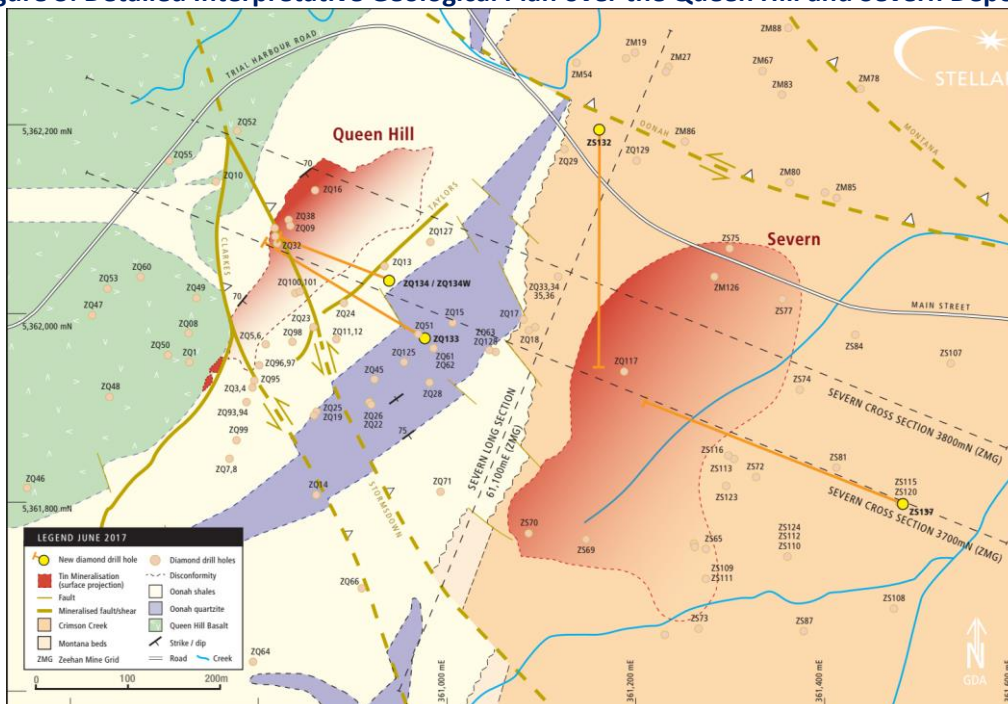 ZM88
ZM19
ZM54
ZM27
ZM67
ZM83
ZM78
TRIAL HARBOUR ROAD
MONTANA
5,362,200 mN
ZQ52
Queen Hill
ZS132
OONAH
ZM86
ZQ55
70
ZQ29
ZQ129
ZQ10
ZQ16
ZM80
ZM85
TAYLORS
ZQ38
ZQ09
ZQ127
ZS75
Severn
CLARKES
ZQ32
ZQ13
ZQ60
ZQ53
ZQ134 / ZQ134W
ZQ33,34
35,36
ZM126
ZQ49
70
ZQ100,101
MAIN STREET
ZQ47
ZQ24
ZS77
5,362,000 mN
ZQ23
ZQ15
ZQ17
ZQ08
ZQ5,6
ZQ98
ZQ11,12
ZQ51
ZQ133
ZQ63
ZQ128
ZQ18
ZS84
ZQ50
ZQ1
ZQ61
ZQ62
ZS107
ZQ96,97
ZQ125
ZQ117
ZQ48
ZQ3,4
ZQ95
ZQ45
ZS74
ZQ93,94
ZQ25
ZQ19
ZQ26
ZQ22
ZQ28
SEVERN CROSS SECTION 3800mN (ZMG)
ZQ99
75
SEVERN LONG SECTION
61,100mE (ZMG)
ZQ7,8
ZS116
ZS113
ZS72
ZS81
ZQ46
ZQ14
ZQ71
ZS123
SEVERN CROSS SECTION 3700mN (ZMG)
ZS115
ZS120
ZS137
5,361,800 mN
STORMSDOWN
ZS70
ZS69
ZS65
ZS124
ZS112
ZS110
LEGEND JUNE 2017
New diamond drill hole
Diamond drill holes
Tin Mineralisation
(surface projection)
Disconformity
Fault
Oonah shales
Mineralised fault/shear
Oonah quartzite
Crimson Creek
Queen Hill Basalt
Montana beds
Strike / dip
ZMG Zeehan Mine Grid
Road
Creek
ZQ66
ZS109
ZS111
ZS108
ZS73
ZS87
ZQ64
0 100 200m
361,000 mE
361,200 mE
361,400 mE
GDA